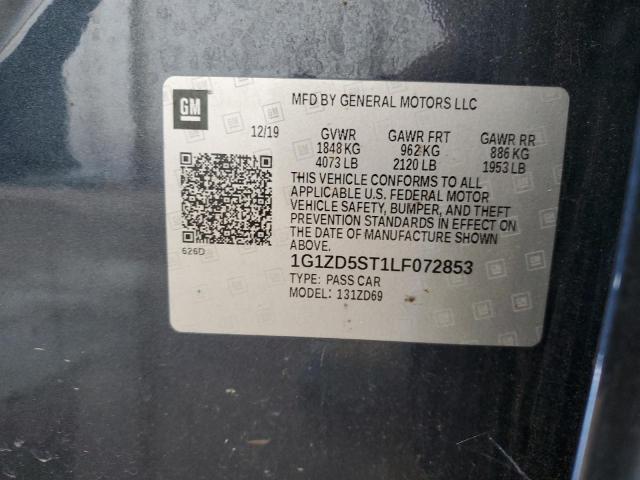 GM
MFD BY GENERAL MOTORS LLC
12/19 GVWR GAWR FRT GAWR RR
1848 KG 962 KG 886 KG
4073 LB 2120 LB 1953 LB
THIS VEHICLE CONFORMS TO ALL
APPLICABLE U.S. FEDERAL MOTOR
VEHICLE SAFETY, BUMPER, AND THEFT
PREVENTION STANDARDS IN EFFECT ON
THE DATE OF MANUFACTURE SHOWN
ABOVE.
626D
1G1ZD5ST1LF072853
TYPE: PASS CAR
MODEL: 131ZD69